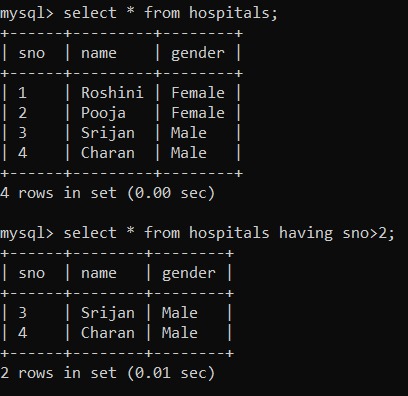 mysql> select * from hospitals;
+------+---------+--------+
| sno  | name    | gender |
+------+---------+--------+
| 1    | Roshini | Female |
| 2    | Pooja   | Female |
| 3    | Srijan  | Male   |
| 4    | Charan  | Male   |
+------+---------+--------+
4 rows in set (0.00 sec)

mysql> select * from hospitals having sno>2;
+------+--------+--------+
| sno  | name   | gender |
+------+--------+--------+
| 3    | Srijan | Male   |
| 4    | Charan | Male   |
+------+--------+--------+
2 rows in set (0.01 sec)